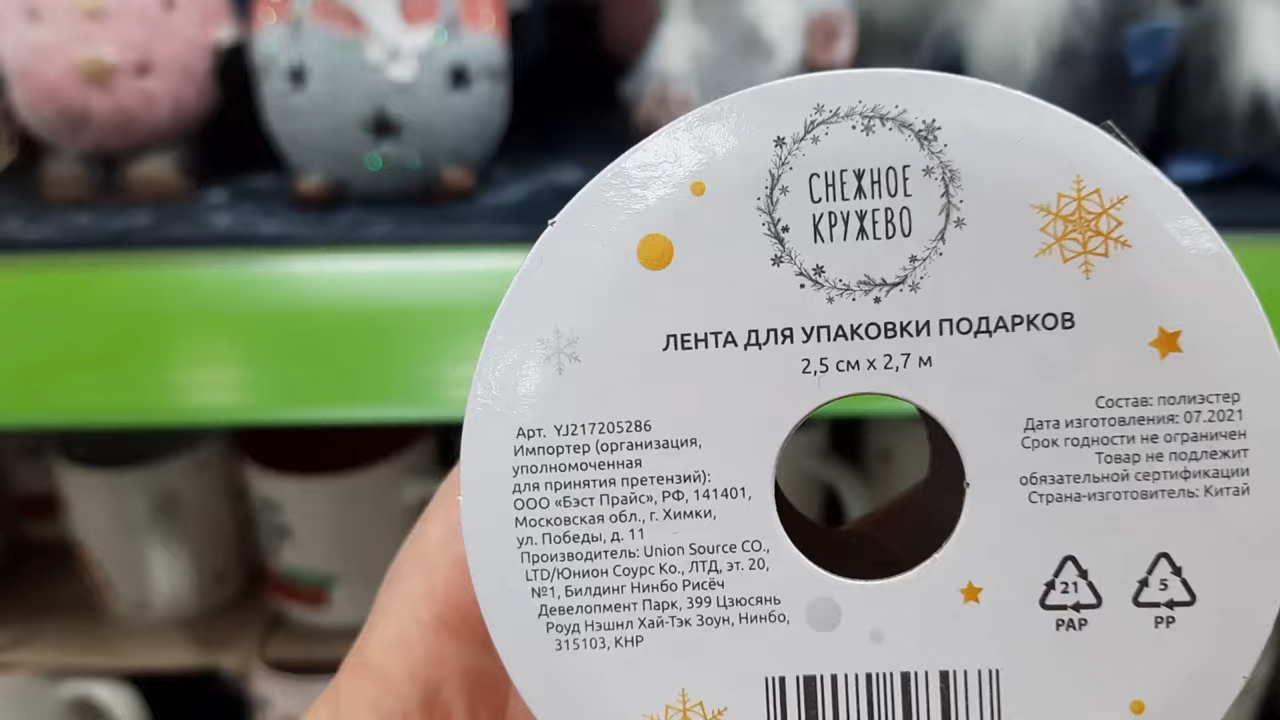 СНЕЖНОЕ
КРУЖЕВО
ЛЕНТА ДЛЯ УПАКОВКИ ПОДАРКОВ
2,5 см х 2,7 м
Арт. YJ217205286
Импортер (организация,
уполномоченная
для принятия претензий):
ООО «Бэст Прайс», РФ, 141401,
Московская обл., г. Химки,
ул. Победы, д. 11
Производитель: Union Source CO.,
LTD/Юнион Соурс Ко., ЛТД, эт. 20,
№1, Билдинг Нинбо Рисёч
Девелопмент Парк, 399 Цзюсянь
Роуд Нэшнл Хай-Тэк Зоун, Нинбо,
315103, КНР
Состав: полиэстер
Дата изготовления: 07.2021
Срок годности не ограничен
Товар не подлежит
обязательной сертификации
Страна-изготовитель: Китай
21
PAP
5
PP